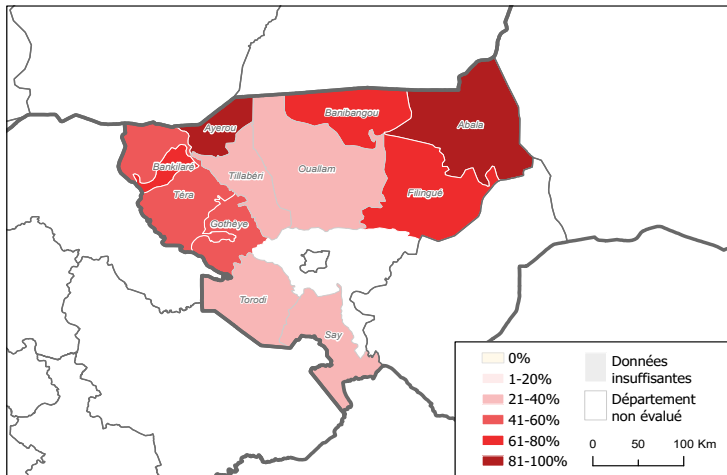 Banibangou
Abala
Ayerou
Bankilaré
Tillabéri
Ouallam
Téra
Filingué
Gothèye
Torodi
Say
0%
1-20%
21-40%
41-60%
61-80%
81-100%
Données
insuffisantes
Département
non évalué
0 50 100 Km